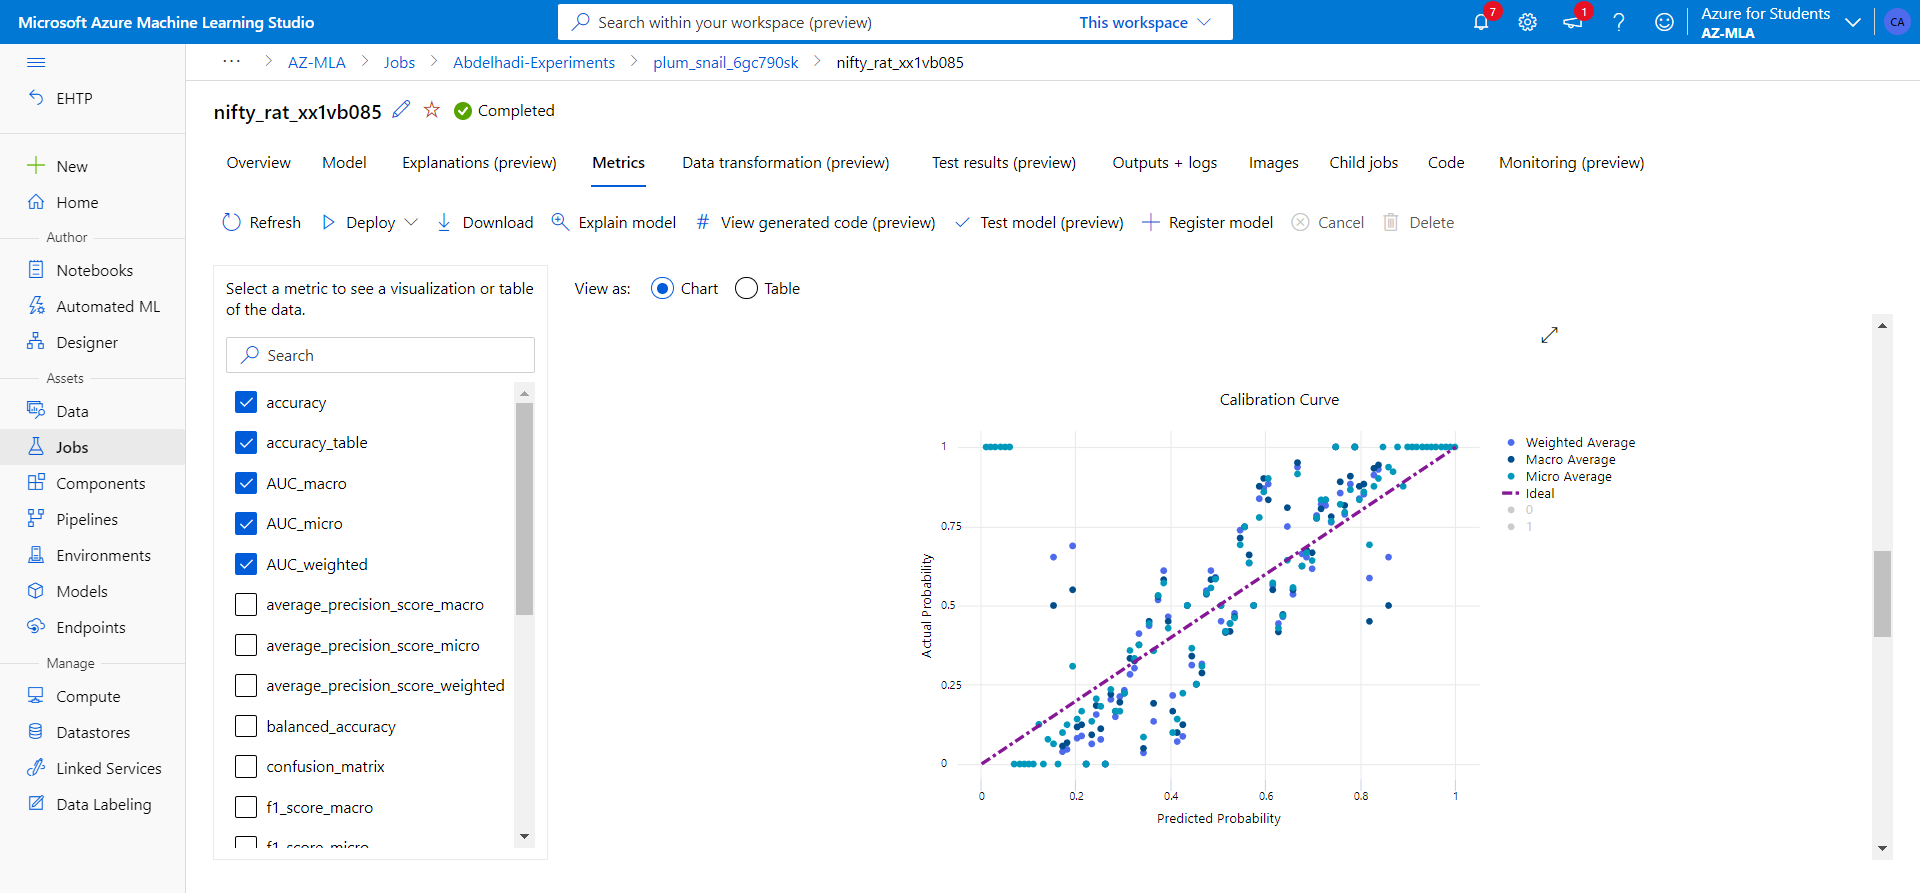 Microsoft Azure Machine Learning Studio
Search within your workspace (preview)
This workspace
7
1
?
Azure for Students
AZ-MLA
CA
EHTP
New
Home
Author
Notebooks
Automated ML
Designer
Assets
Data
Jobs
Components
Pipelines
Environments
Models
Endpoints
Manage
Compute
Datastores
Linked Services
Data Labeling
... > AZ-MLA > Jobs > Abdelhadi-Experiments > plum_snail_6gc790sk > nifty_rat_xx1vb085
nifty_rat_xx1vb085 Completed
Overview Model Explanations (preview) Metrics Data transformation (preview) Test results (preview) Outputs + logs Images Child jobs Code Monitoring (preview)
Refresh Deploy Download Explain model # View generated code (preview) Test model (preview) Register model Cancel Delete
Select a metric to see a visualization or table
of the data.
Search
accuracy
accuracy_table
AUC_macro
AUC_micro
AUC_weighted
average_precision_score_macro
average_precision_score_micro
average_precision_score_weighted
balanced_accuracy
confusion_matrix
f1_score_macro
f1_score_micro
View as: Chart Table
Calibration Curve
Actual Probability
1
0.75
0.5
0.25
0
0 0.2 0.4 0.6 0.8 1
Predicted Probability
Weighted Average
Macro Average
Micro Average
Ideal
0
1